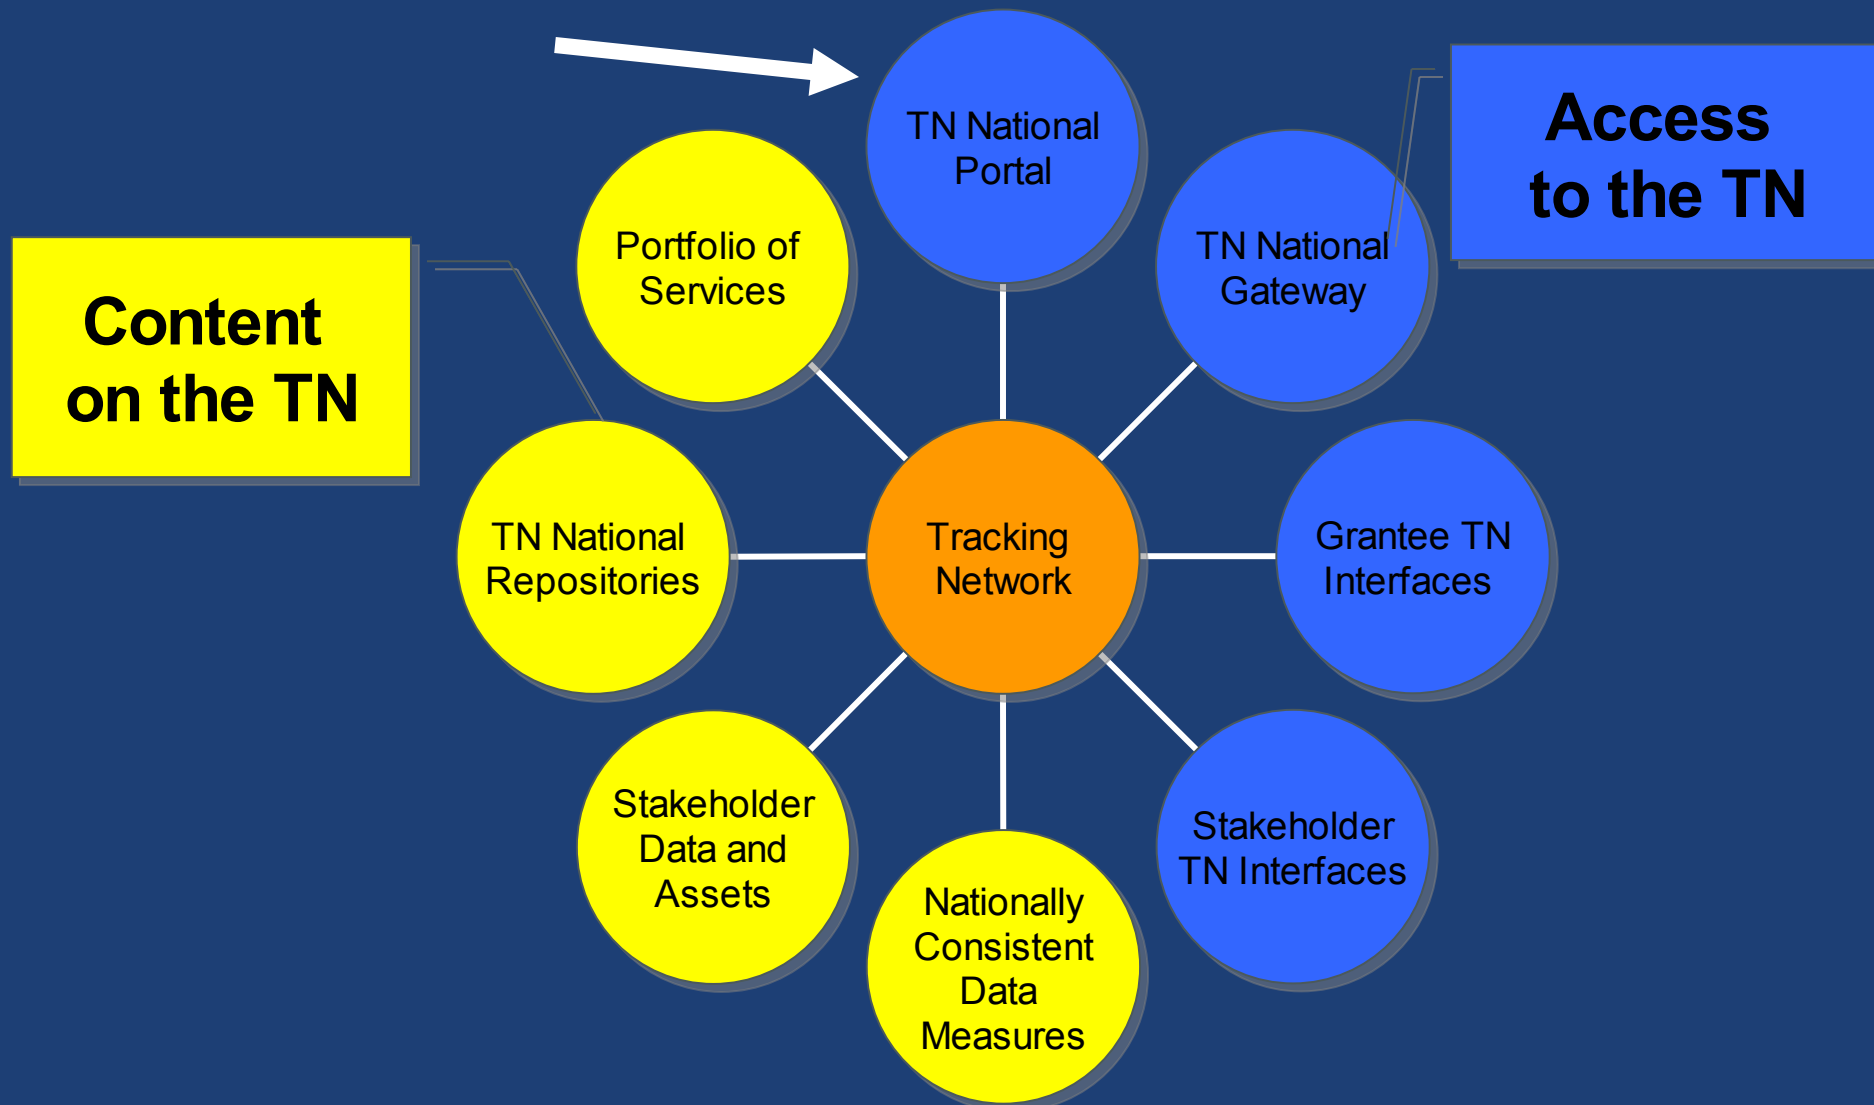 TN National
Portal
Access
to the TN
Portfolio of
Services
TN National
Gateway
Content
on the TN
TN National
Repositories
Tracking
Network
Grantee TN
Interfaces
Stakeholder
Data and
Assets
Stakeholder
TN Interfaces
Nationally
Consistent
Data
Measures